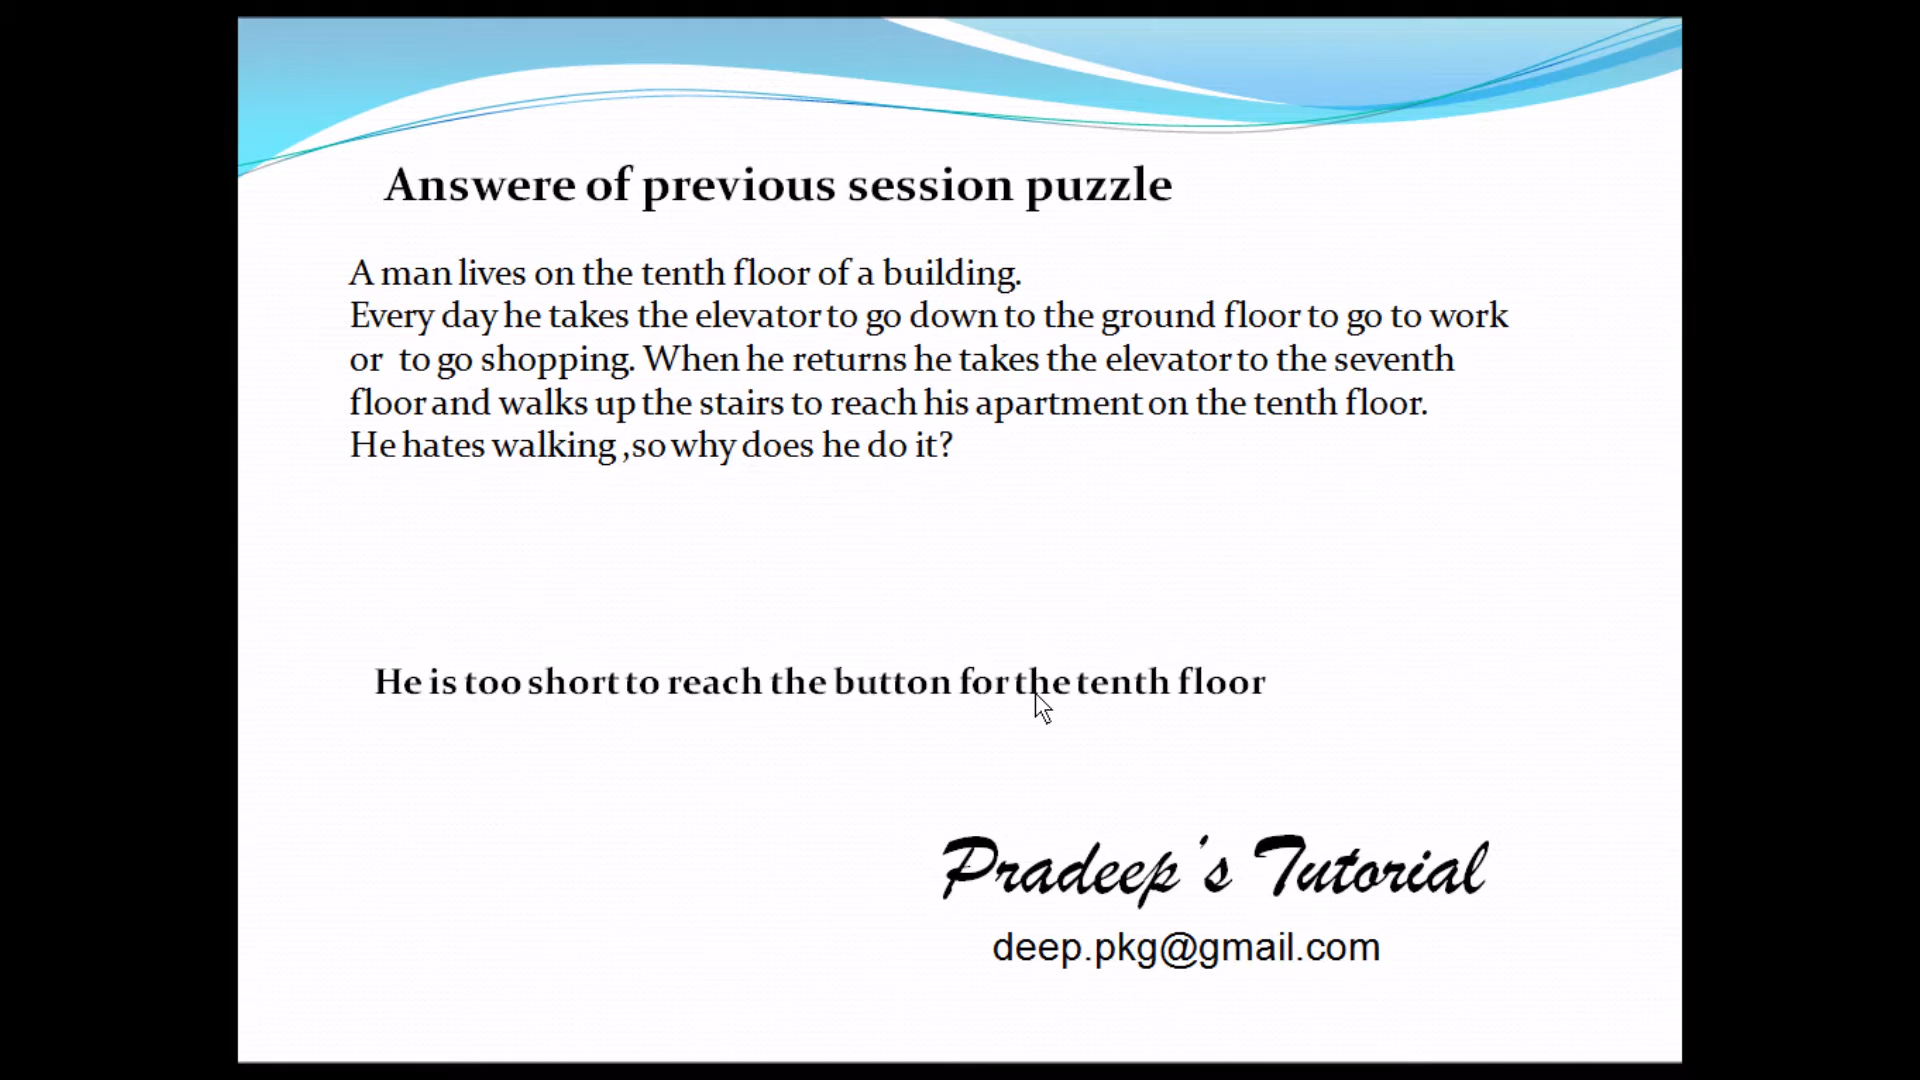 Answere of previous session puzzle
A man lives on the tenth floor of a building.
Every day he takes the elevator to go down to the ground floor to go to work
or to go shopping. When he returns he takes the elevator to the seventh
floor and walks up the stairs to reach his apartment on the tenth floor.
He hates walking ,so why does he do it?
He is too short to reach the button for the tenth floor
Pradeep's Tutorial
deep.pkg@gmail.com